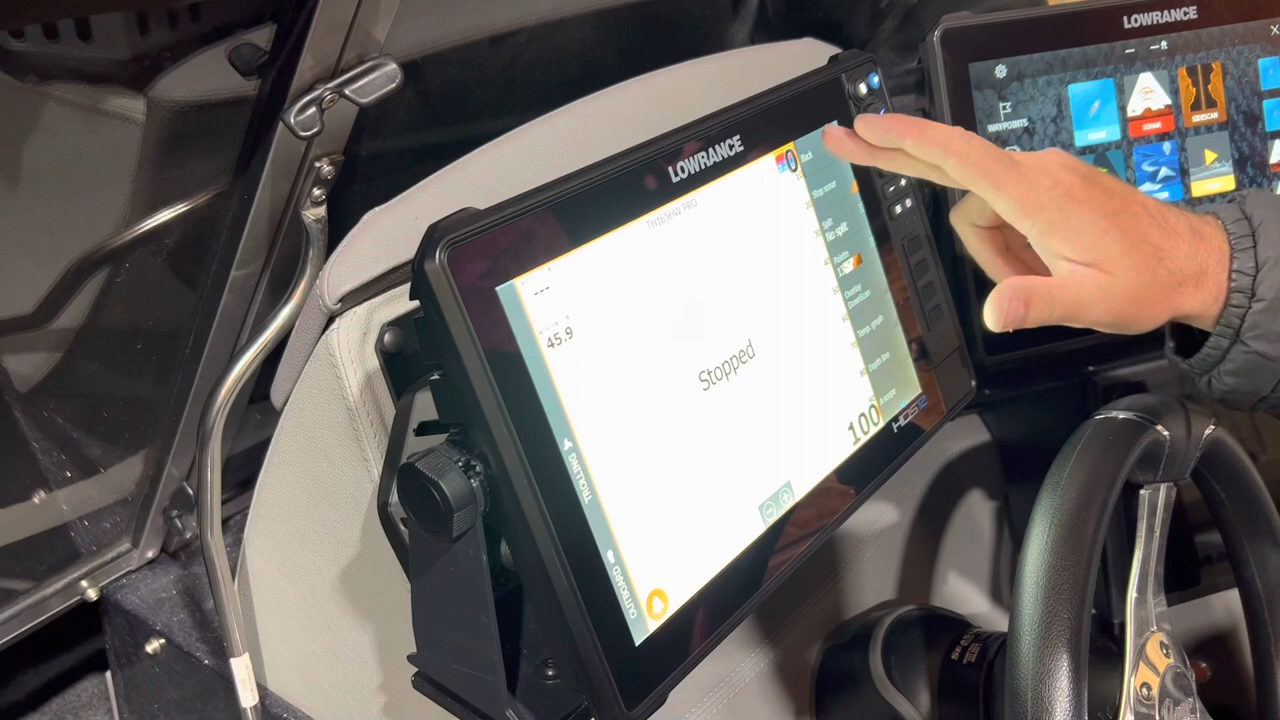 LOWRANCE
WAYPOINTS
SONAR
SIDESCAN
LOWRANCE
TH165HW PRO
---
45.9
Stopped
100
TROLLING
OUTBOARD
Back
Stop sonar
Split
No split
Palette
Overlay
DownScan
Temp. graph
Depth line
A-scope
HDS12